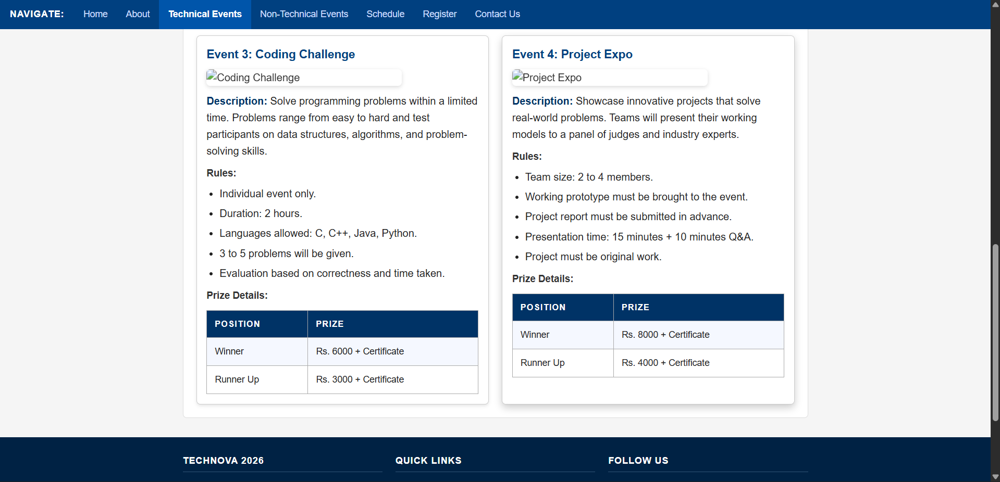 NAVIGATE: Home About Technical Events Non-Technical Events Schedule Register Contact Us
Event 3: Coding Challenge
Coding Challenge
Description: Solve programming problems within a limited
time. Problems range from easy to hard and test
participants on data structures, algorithms, and problem-
solving skills.
Rules:
• Individual event only.
• Duration: 2 hours.
• Languages allowed: C, C++, Java, Python.
• 3 to 5 problems will be given.
• Evaluation based on correctness and time taken.
Prize Details:
POSITION PRIZE
Winner Rs. 6000 + Certificate
Runner Up Rs. 3000 + Certificate
Event 4: Project Expo
Project Expo
Description: Showcase innovative projects that solve
real-world problems. Teams will present their working
models to a panel of judges and industry experts.
Rules:
• Team size: 2 to 4 members.
• Working prototype must be brought to the event.
• Project report must be submitted in advance.
• Presentation time: 15 minutes + 10 minutes Q&A.
• Project must be original work.
Prize Details:
POSITION PRIZE
Winner Rs. 8000 + Certificate
Runner Up Rs. 4000 + Certificate
TECHNOVA 2026 QUICK LINKS FOLLOW US